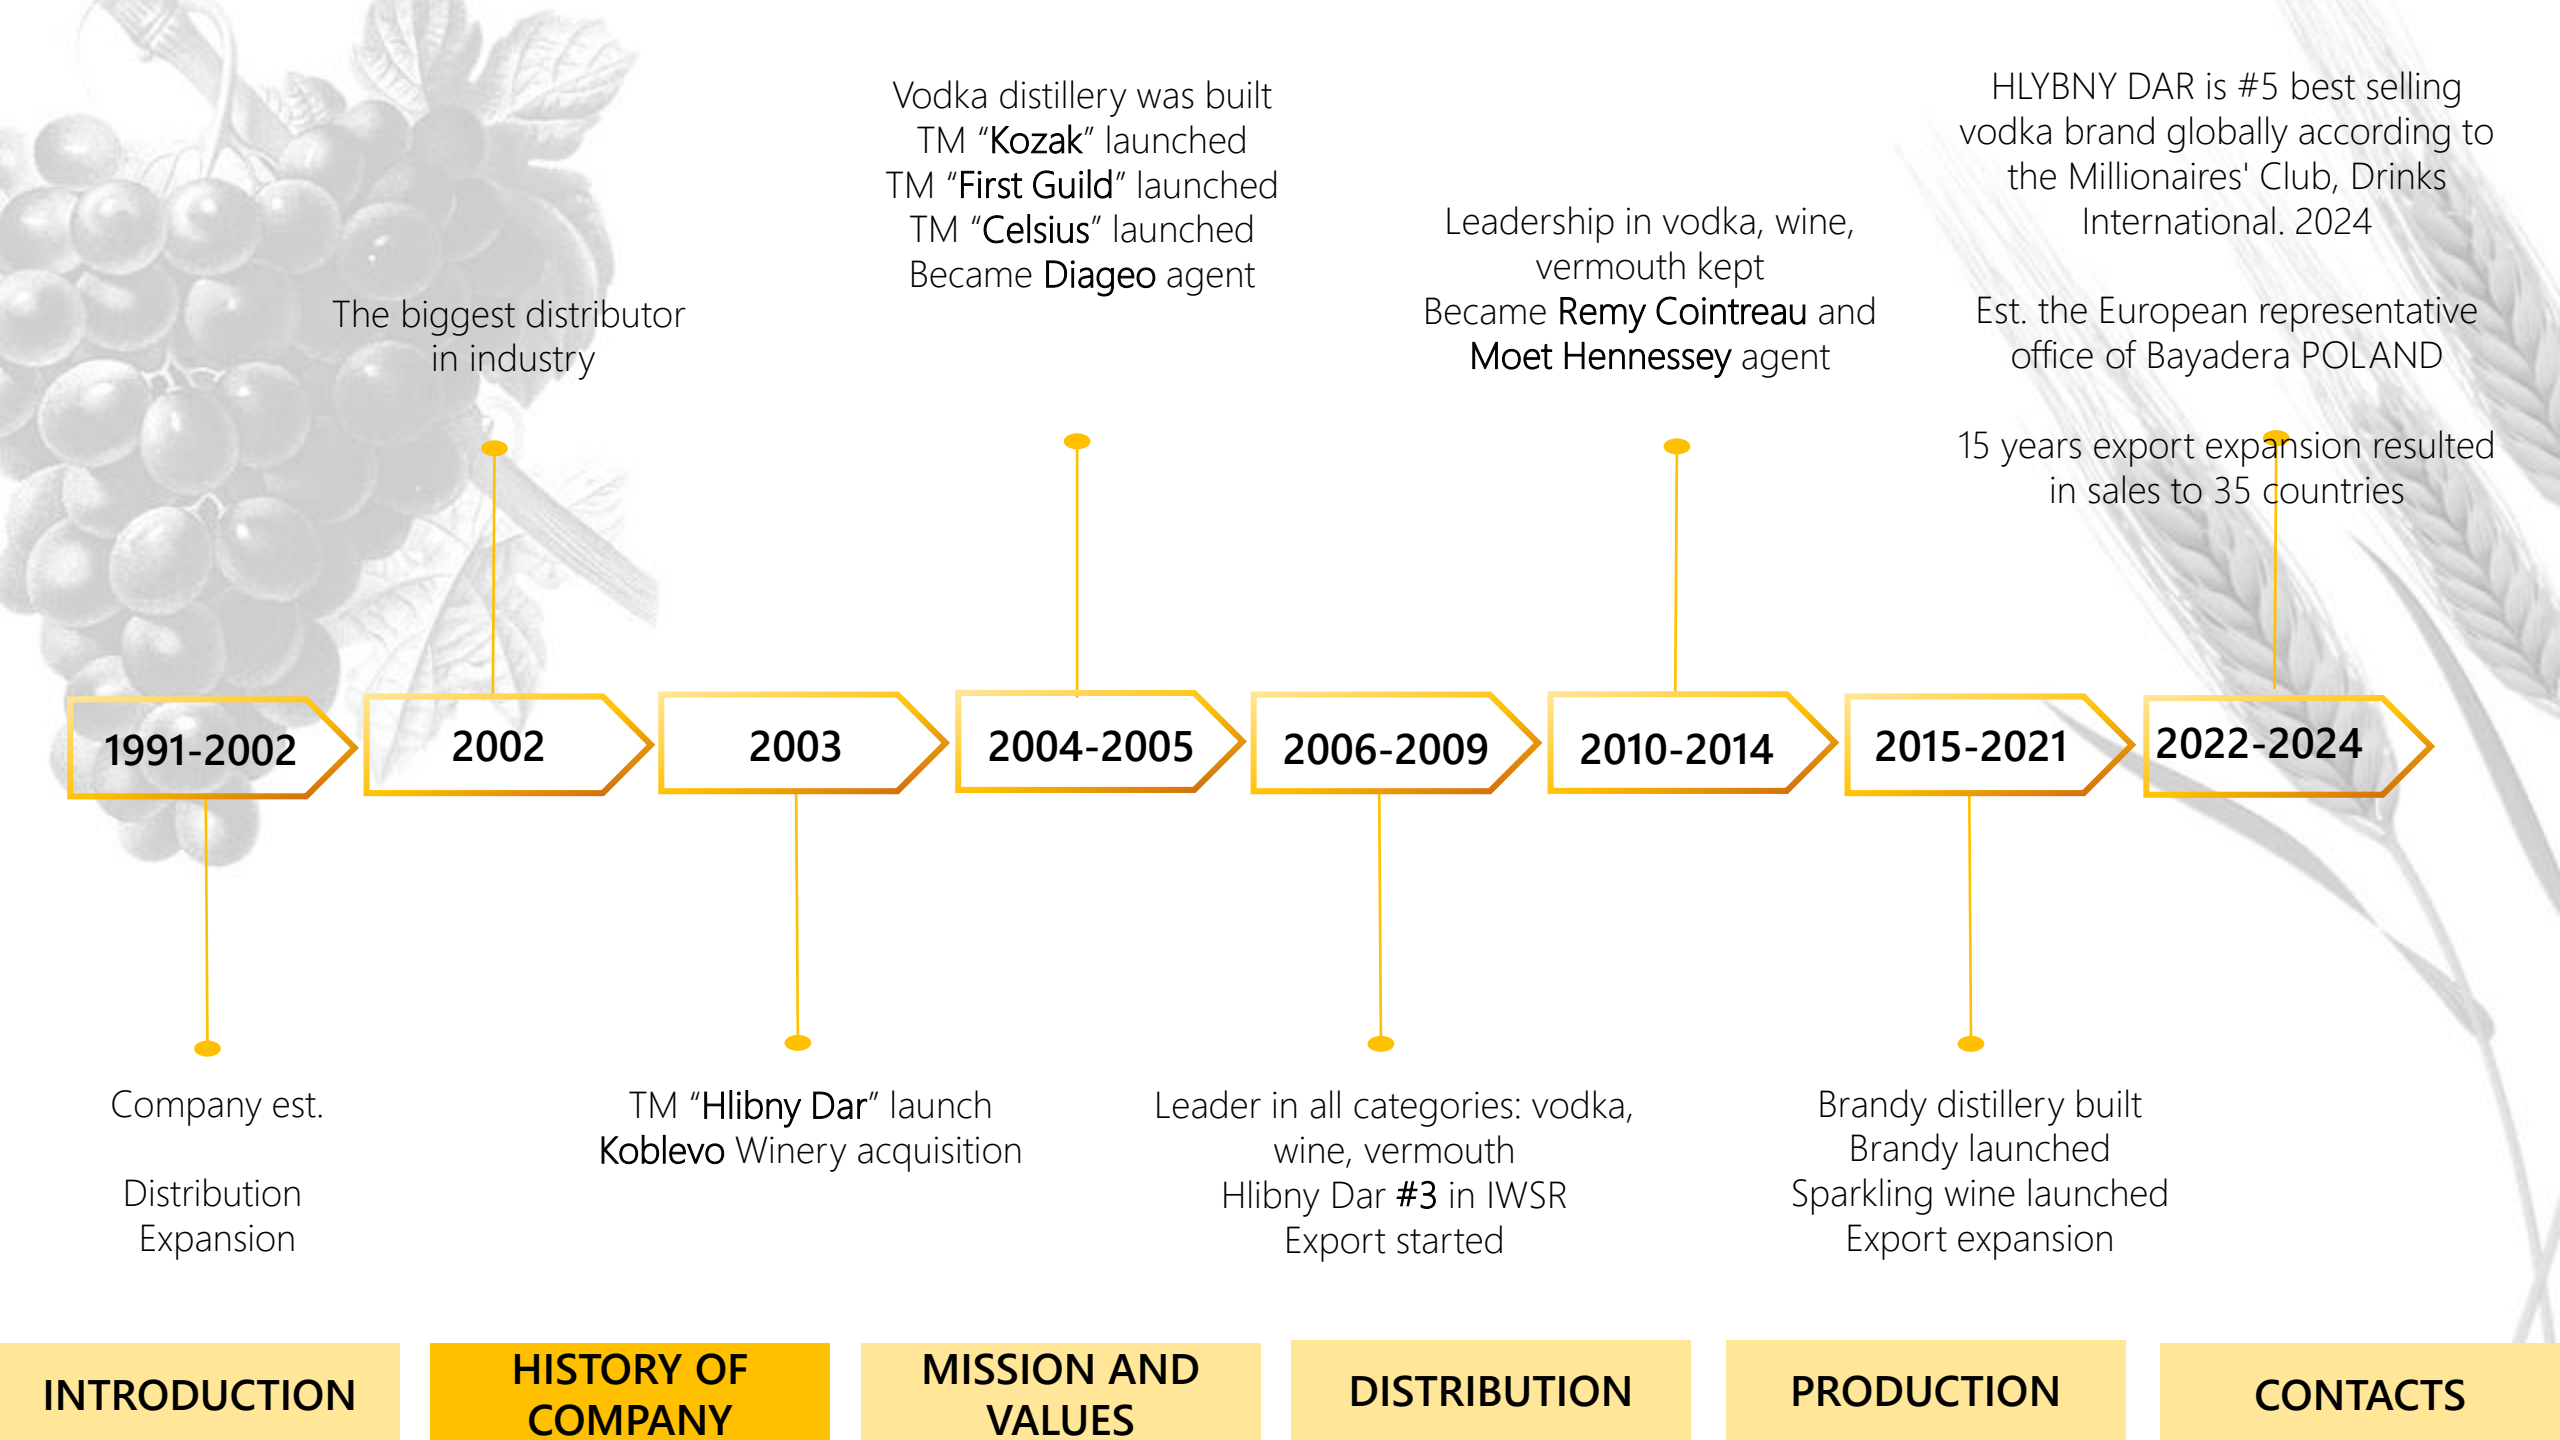 Vodka distillery was built
TM “Kozak” launched
TM “First Guild” launched
TM “Celsius” launched
Became Diageo agent
HLYBNY DAR is #5 best selling
vodka brand globally according to
the Millionaires' Club, Drinks
International. 2024
Est. the European representative
office of Bayadera POLAND
15 years export expansion resulted
in sales to 35 countries
Leadership in vodka, wine,
vermouth kept
Became Remy Cointreau and
Moet Hennessey agent
The biggest distributor
in industry
1991-2002
2002
2003
2004-2005
2006-2009
2010-2014
2015-2021
2022-2024
Company est.
Distribution
Expansion
TM “Hlibny Dar” launch
Koblevo Winery acquisition
Leader in all categories: vodka,
wine, vermouth
Hlibny Dar #3 in IWSR
Export started
Brandy distillery built
Brandy launched
Sparkling wine launched
Export expansion
INTRODUCTION
HISTORY OF
COMPANY
MISSION AND
VALUES
DISTRIBUTION
PRODUCTION
CONTACTS